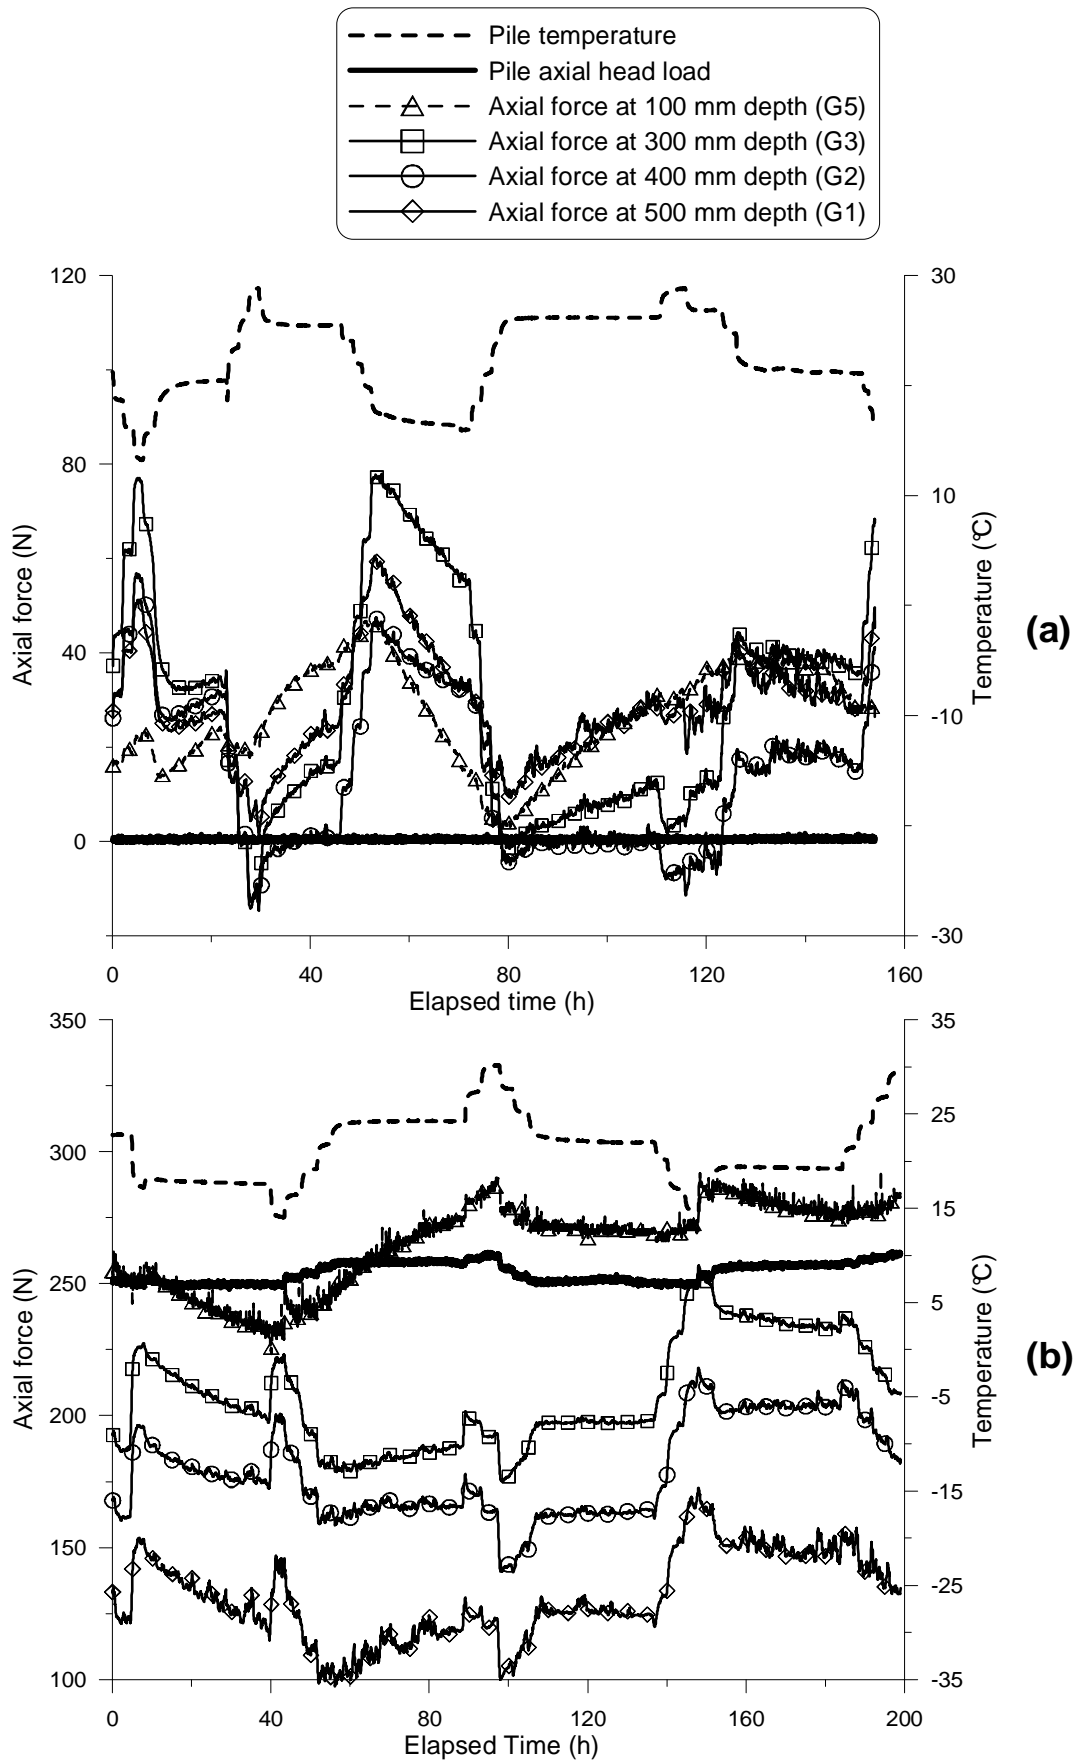 Pile temperature
Pile axial head load
Axial force at 100 mm depth (G5)
Axial force at 300 mm depth (G3)
Axial force at 400 mm depth (G2)
Axial force at 500 mm depth (G1)
120
80
40
0
Axial force (N)
30
10
-10
-30
Temperature (°C)
(a)
0 40 80 120 160
Elapsed time (h)
350
300
250
200
150
100
Axial force (N)
35
25
15
5
-5
-15
-25
-35
Temperature (°C)
(b)
0 40 80 120 160 200
Elapsed Time (h)